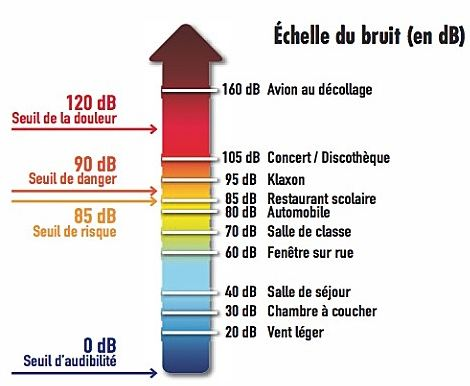 Échelle du bruit (en dB)
160 dB Avion au décollage
120 dB
Seuil de la douleur
105 dB Concert / Discothèque
90 dB
Seuil de danger
95 dB Klaxon
85 dB Restaurant scolaire
85 dB
Seuil de risque
80 dB Automobile
70 dB Salle de classe
60 dB Fenêtre sur rue
40 dB Salle de séjour
30 dB Chambre à coucher
20 dB Vent léger
0 dB
Seuil d'audibilité